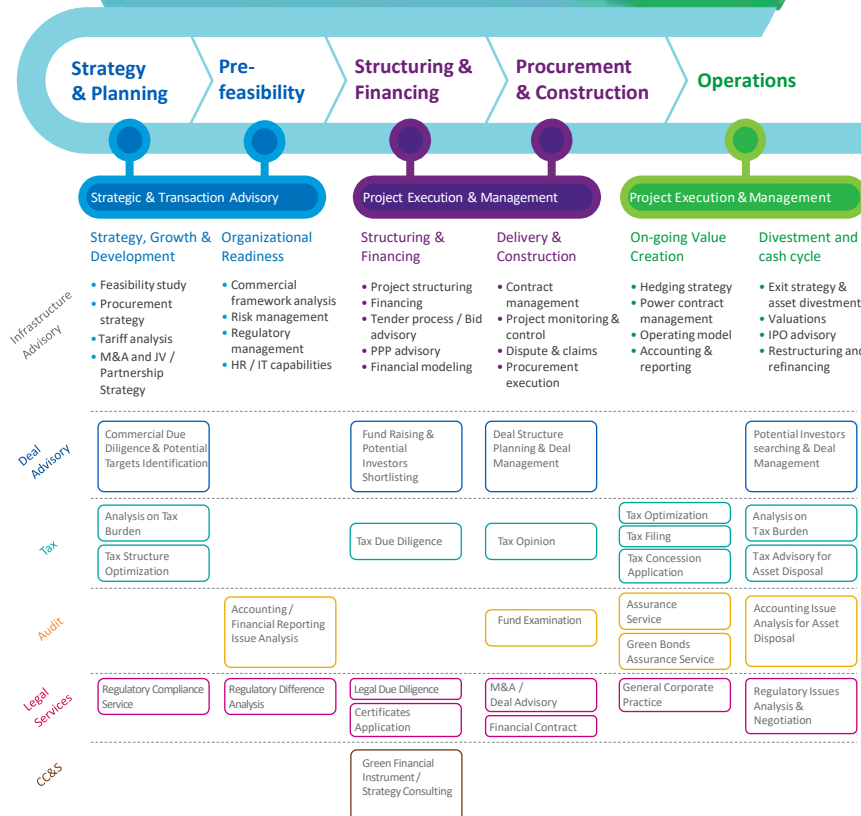 Strategy
& Planning
Pre-
feasibility
Structuring &
Financing
Procurement
& Construction
Operations
Strategic & Transaction Advisory
Project Execution & Management
Project Execution & Management
Strategy, Growth &
Development
Organizational
Readiness
Structuring &
Financing
Delivery &
Construction
On-going Value
Creation
Divestment and
cash cycle
Infrastructure
Advisory
• Feasibility study
• Procurement
strategy
• Tariff analysis
• M&A and JV /
Partnership
Strategy
• Commercial
framework analysis
• Risk management
• Regulatory
management
• HR / IT capabilities
• Project structuring
• Financing
• Tender process / Bid
advisory
• PPP advisory
• Financial modeling
• Contract
management
• Project monitoring &
control
• Dispute & claims
• Procurement
execution
• Hedging strategy
• Power contract
management
• Operating model
• Accounting &
reporting
• Exit strategy &
asset divestment
• Valuations
• IPO advisory
• Restructuring and
refinancing
Deal
Advisory
Commercial Due
Diligence & Potential
Targets Identification
Fund Raising &
Potential
Investors
Shortlisting
Deal Structure
Planning & Deal
Management
Potential Investors
searching & Deal
Management
Tax
Analysis on Tax
Burden
Tax Structure
Optimization
Tax Due Diligence
Tax Opinion
Tax Optimization
Tax Filing
Tax Concession
Application
Analysis on
Tax Burden
Tax Advisory for
Asset Disposal
Audit
Accounting /
Financial Reporting
Issue Analysis
Fund Examination
Assurance
Service
Green Bonds
Assurance Service
Accounting Issue
Analysis for Asset
Disposal
Legal
Services
Regulatory Compliance
Service
Regulatory Difference
Analysis
Legal Due Diligence
Certificates
Application
M&A /
Deal Advisory
Financial Contract
General Corporate
Practice
Regulatory Issues
Analysis &
Negotiation
CC&S
Green Financial
Instrument /
Strategy Consulting